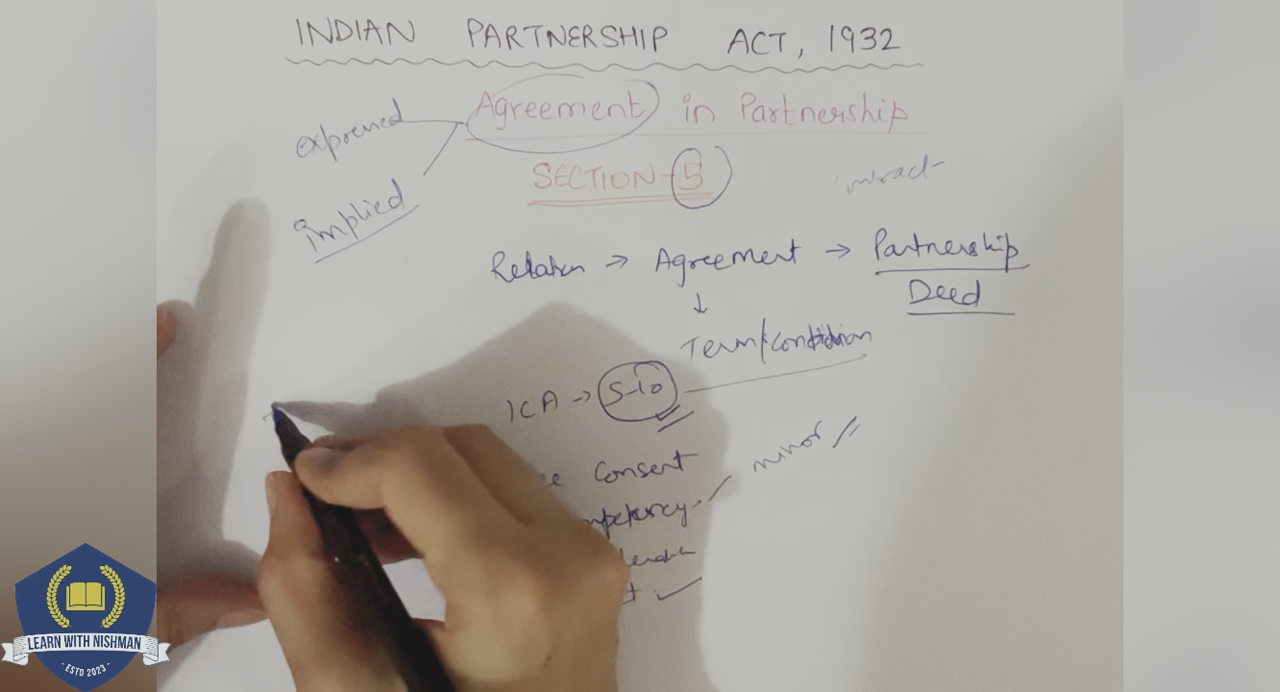 INDIAN PARTNERSHIP ACT, 1932
Agreement in Partnership
expressed
SECTION-5
implied
Relation → Agreement → Partnership
Deed
↓
Term/condition
ICA → S-10
Consent
minor
LEARN WITH NISHMAN
- ESTD 2023 -